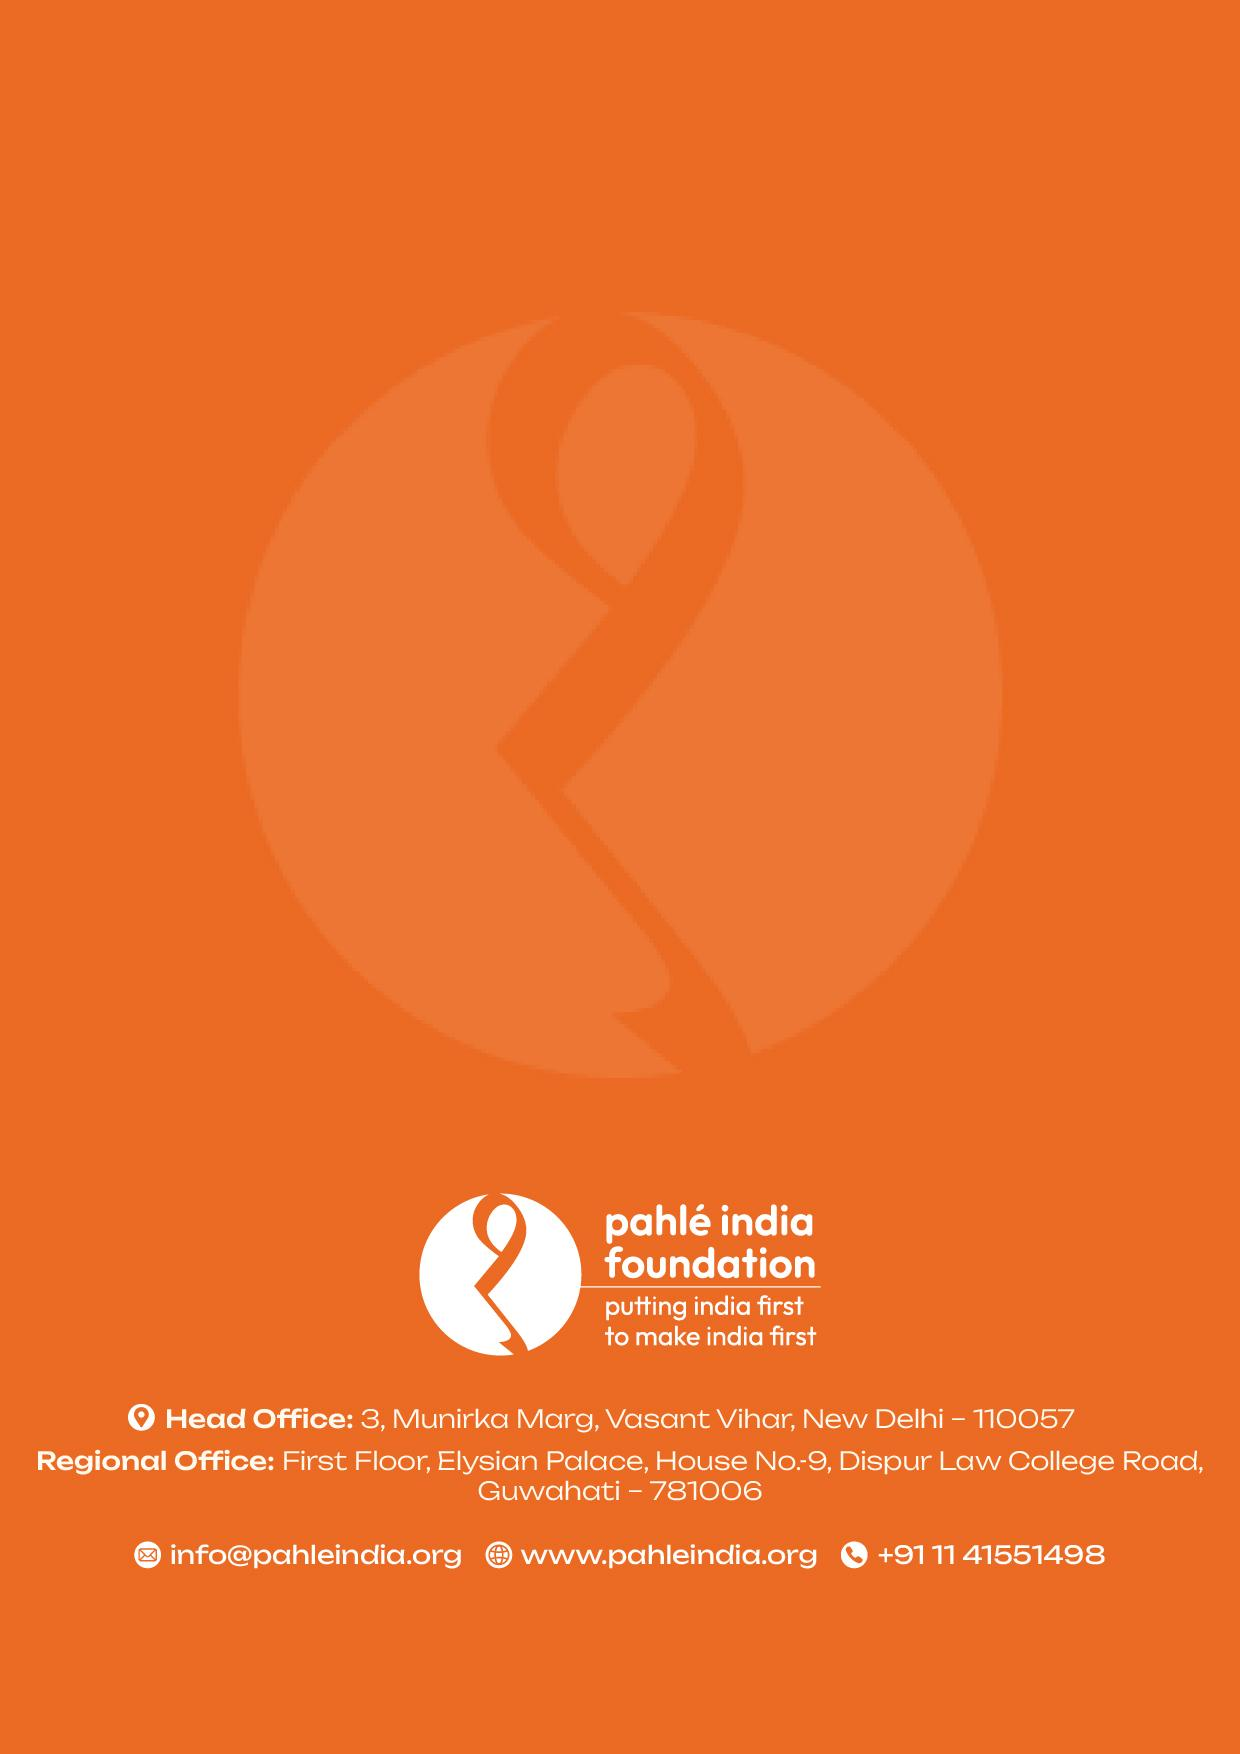 pahlé india
foundation
putting india first
to make india first
Head Office: 3, Munirka Marg, Vasant Vihar, New Delhi – 110057
Regional Office: First Floor, Elysian Palace, House No.-9, Dispur Law College Road,
Guwahati – 781006
info@pahleindia.org www.pahleindia.org +91 11 41551498